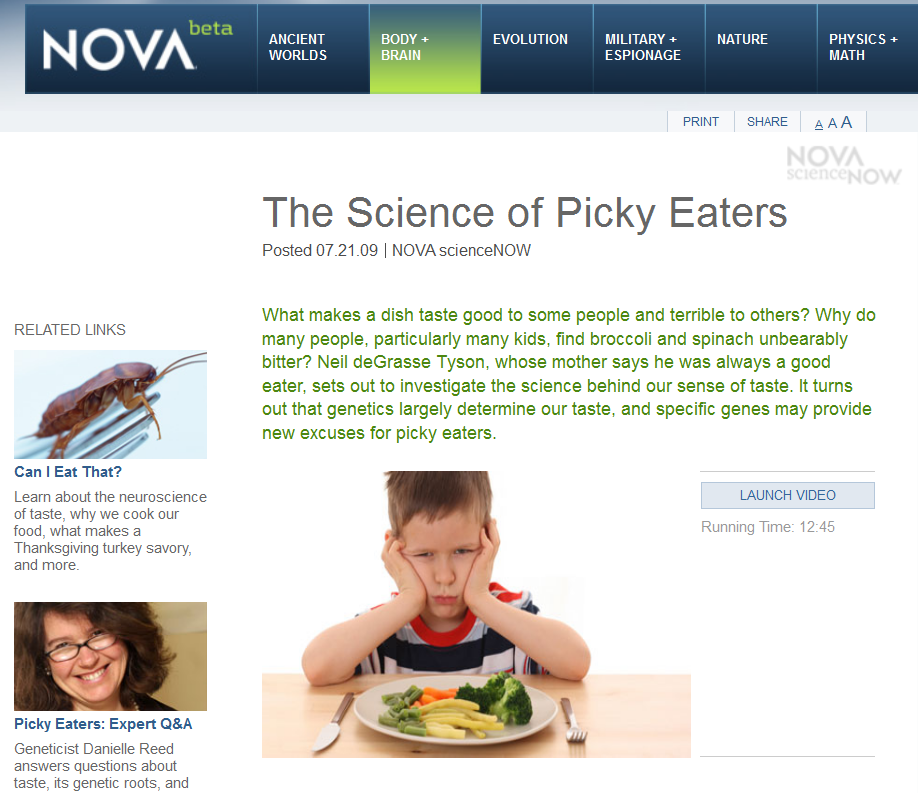 NOVA beta
ANCIENT
WORLDS
BODY +
BRAIN
EVOLUTION
MILITARY +
ESPIONAGE
NATURE
PHYSICS +
MATH
PRINT
SHARE
A A A
NOVA
scienceNOW
The Science of Picky Eaters
Posted 07.21.09 | NOVA scienceNOW
What makes a dish taste good to some people and terrible to others? Why do
many people, particularly many kids, find broccoli and spinach unbearably
bitter? Neil deGrasse Tyson, whose mother says he was always a good
eater, sets out to investigate the science behind our sense of taste. It turns
out that genetics largely determine our taste, and specific genes may provide
new excuses for picky eaters.
LAUNCH VIDEO
Running Time: 12:45
RELATED LINKS
Can I Eat That?
Learn about the neuroscience
of taste, why we cook our
food, what makes a
Thanksgiving turkey savory,
and more.
Picky Eaters: Expert Q&A
Geneticist Danielle Reed
answers questions about
taste, its genetic roots, and